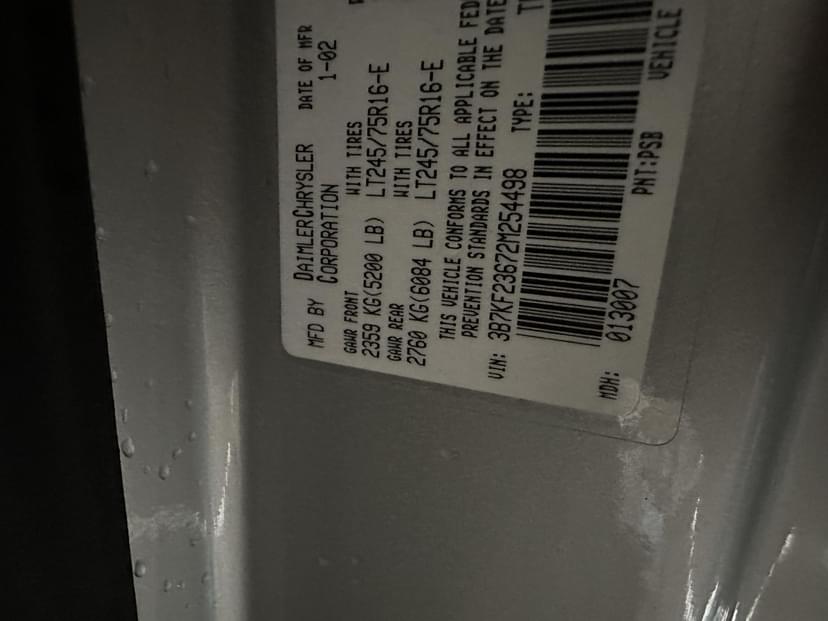 MFD BY DAIMLERCHRYSLER CORPORATION DATE OF MFR 1-02
GAWR FRONT WITH TIRES
2359 KG(5200 LB) LT245/75R16-E
GAWR REAR WITH TIRES
2760 KG(6084 LB) LT245/75R16-E
THIS VEHICLE CONFORMS TO ALL APPLICABLE FED
PREVENTION STANDARDS IN EFFECT ON THE DATE
VIN: 3B7KF23672M254498 TYPE:
MDH: 013007 PNT:PSB VEHICLE